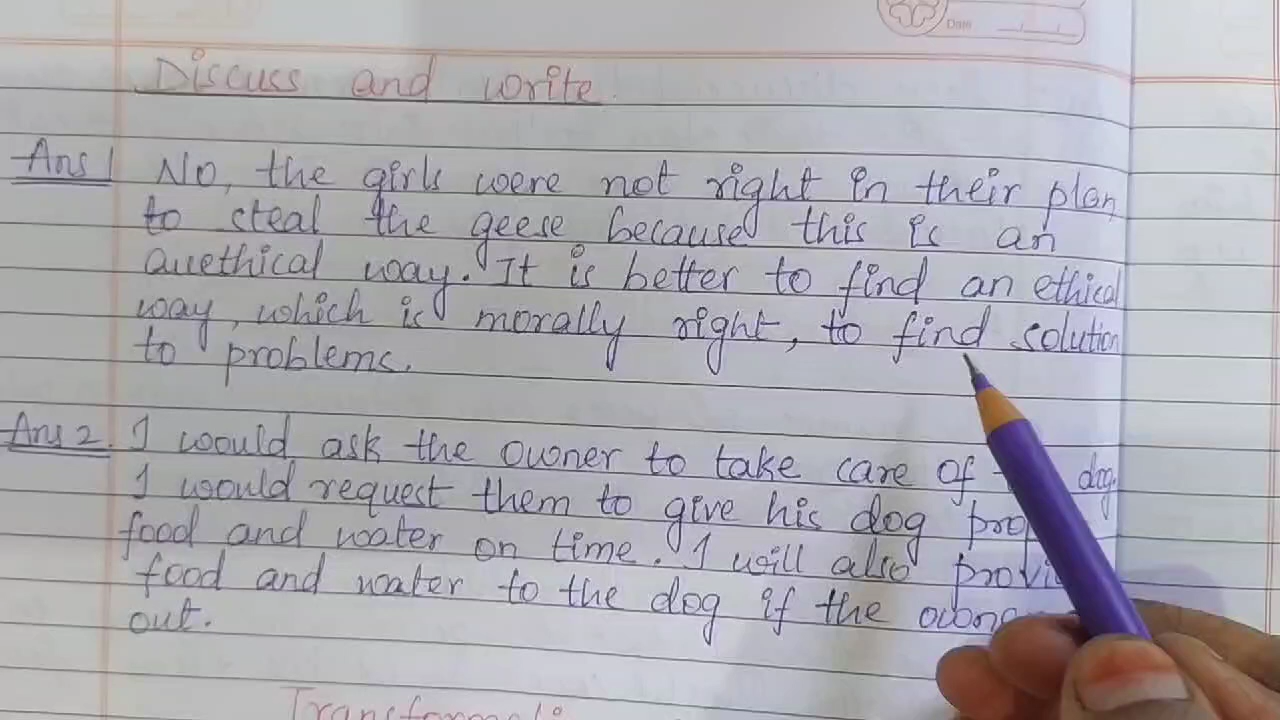 Date
Discuss and write
Ans 1 No, the girls were not right in their plan
to steal the geese because this is an
auethical way. It is better to find an ethical
way, which is morally right, to find solution
to problems.
Ans 2. I would ask the owner to take care of dog.
I would request them to give his dog
food and water on time. I will also
food and water to the dog if the
out.